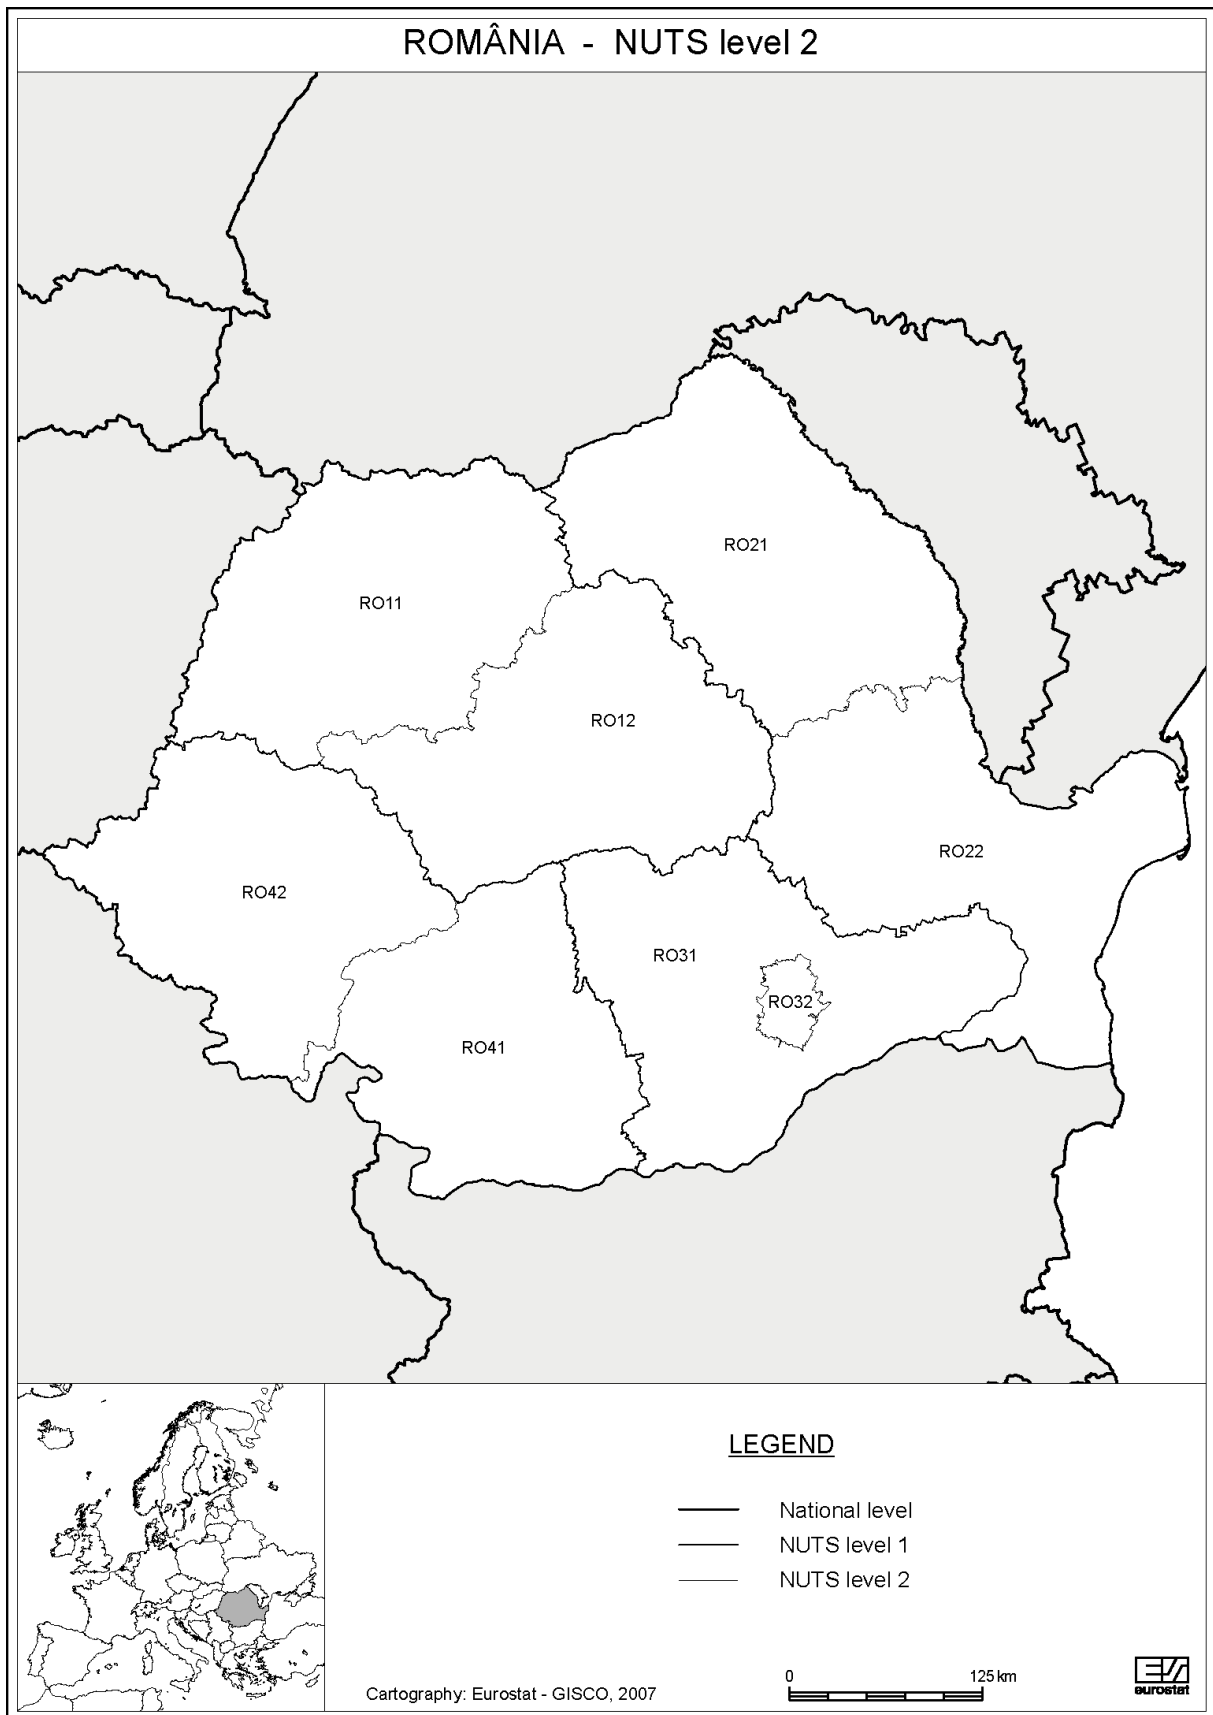 ROMÂNIA - NUTS level 2
RO21
RO11
RO12
RO22
RO42
RO31
RO32
RO41
LEGEND
National level
NUTS level 1
NUTS level 2
0 125 km
Cartography: Eurostat - GISCO, 2007
eurostat